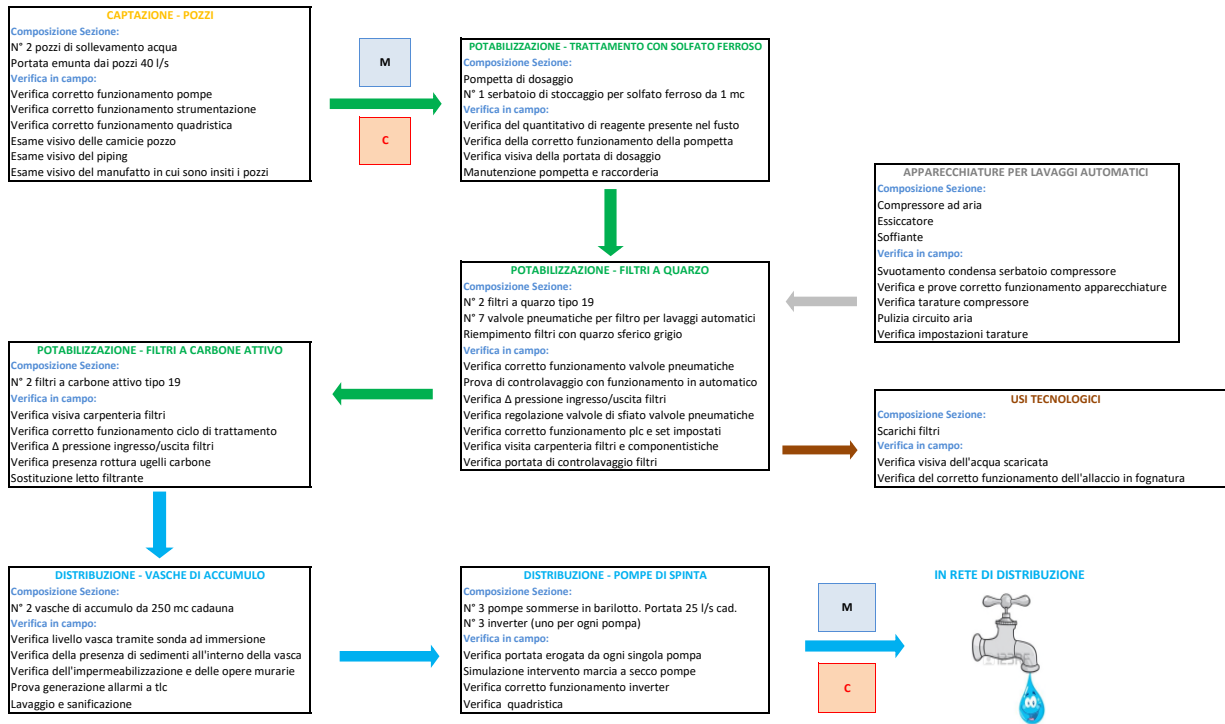 CAPTAZIONE - POZZI
Composizione Sezione:
N° 2 pozzi di sollevamento acqua
Portata emunta dai pozzi 40 l/s
Verifica in campo:
Verifica corretto funzionamento pompe
Verifica corretto funzionamento strumentazione
Verifica corretto funzionamento quadristica
Esame visivo delle camicie pozzo
Esame visivo del piping
Esame visivo del manufatto in cui sono insiti i pozzi
M
C
POTABILIZZAZIONE - TRATTAMENTO CON SOLFATO FERROSO
Composizione Sezione:
Pompetta di dosaggio
N° 1 serbatoio di stoccaggio per solfato ferroso da 1 mc
Verifica in campo:
Verifica del quantitativo di reagente presente nel fusto
Verifica della corretto funzionamento della pompetta
Verifica visiva della portata di dosaggio
Manutenzione pompetta e raccorderia
APPARECCHIATURE PER LAVAGGI AUTOMATICI
Composizione Sezione:
Compressore ad aria
Essiccatore
Soffiante
Verifica in campo:
Svuotamento condensa serbatoio compressore
Verifica e prove corretto funzionamento apparecchiature
Verifica tarature compressore
Pulizia circuito aria
Verifica impostazioni tarature
POTABILIZZAZIONE - FILTRI A QUARZO
Composizione Sezione:
N° 2 filtri a quarzo tipo 19
N° 7 valvole pneumatiche per filtro per lavaggi automatici
Riempimento filtri con quarzo sferico grigio
Verifica in campo:
Verifica corretto funzionamento valvole pneumatiche
Prova di controlavaggio con funzionamento in automatico
Verifica Δ pressione ingresso/uscita filtri
Verifica regolazione valvole di sfiato valvole pneumatiche
Verifica corretto funzionamento plc e set impostati
Verifica visita carpenteria filtri e componentistiche
Verifica portata di controlavaggio filtri
POTABILIZZAZIONE - FILTRI A CARBONE ATTIVO
Composizione Sezione:
N° 2 filtri a carbone attivo tipo 19
Verifica in campo:
Verifica visiva carpenteria filtri
Verifica corretto funzionamento ciclo di trattamento
Verifica Δ pressione ingresso/uscita filtri
Verifica presenza rottura ugelli carbone
Sostituzione letto filtrante
USI TECNOLOGICI
Composizione Sezione:
Scarichi filtri
Verifica in campo:
Verifica visiva dell'acqua scaricata
Verifica del corretto funzionamento dell'allaccio in fognatura
DISTRIBUZIONE - VASCHE DI ACCUMULO
Composizione Sezione:
N° 2 vasche di accumulo da 250 mc cadauna
Verifica in campo:
Verifica livello vasca tramite sonda ad immersione
Verifica della presenza di sedimenti all'interno della vasca
Verifica dell'impermeabilizzazione e delle opere murarie
Prova generazione allarmi a tlc
Lavaggio e sanificazione
DISTRIBUZIONE - POMPE DI SPINTA
Composizione Sezione:
N° 3 pompe sommerse in barilotto. Portata 25 l/s cad.
N° 3 inverter (uno per ogni pompa)
Verifica in campo:
Verifica portata erogata da ogni singola pompa
Simulazione intervento marcia a secco pompe
Verifica corretto funzionamento inverter
Verifica quadristica
M
C
IN RETE DI DISTRIBUZIONE